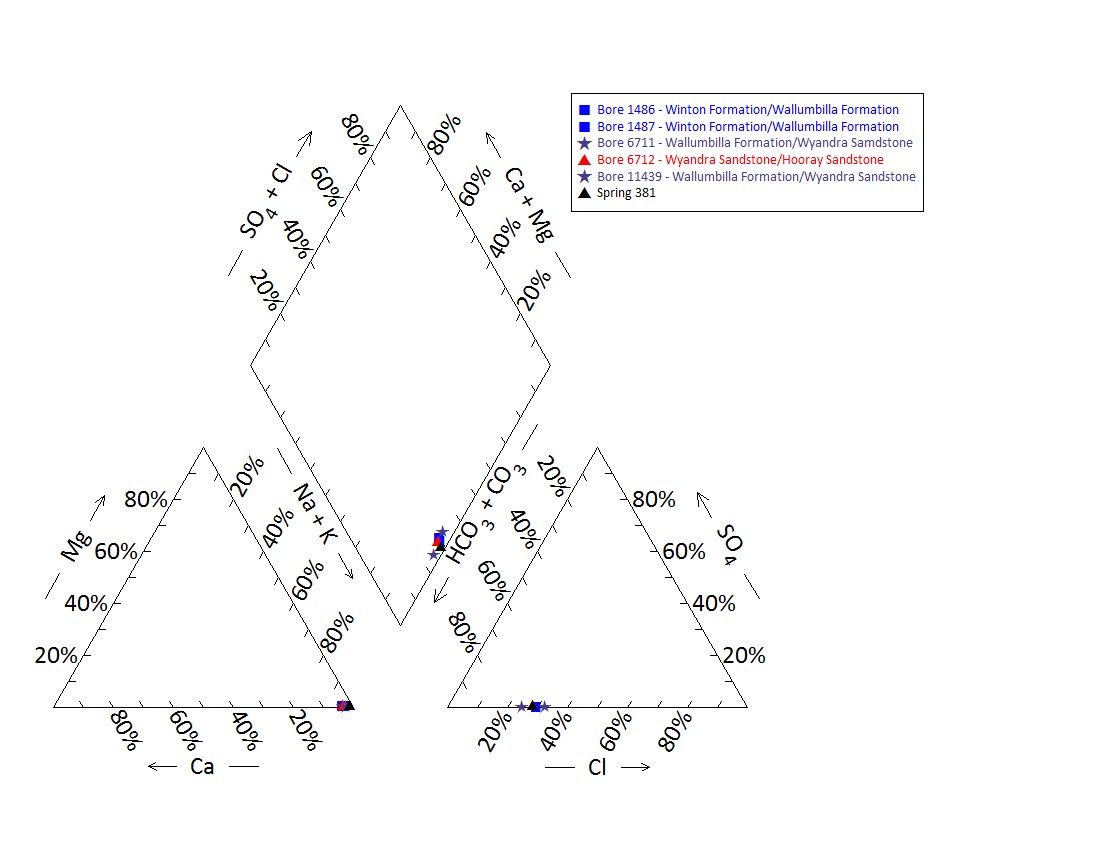 Bore 1486 - Winton Formation/Wallumbilla Formation
Bore 1487 - Winton Formation/Wallumbilla Formation
Bore 6711 - Wallumbilla Formation/Wyandra Samdstone
Bore 6712 - Wyandra Sandstone/Hooray Sandstone
Bore 11439 - Wallumbilla Formation/Wyandra Sandstone
Spring 381
SO4 + Cl
80%
60%
40%
20%
Ca + Mg
80%
60%
40%
20%
Mg
80%
60%
40%
20%
Na + K
20%
40%
60%
80%
HCO3 + CO3
20%
40%
60%
80%
SO4
80%
60%
40%
20%
80%
60%
40%
20%
Ca
20%
40%
60%
80%
Cl